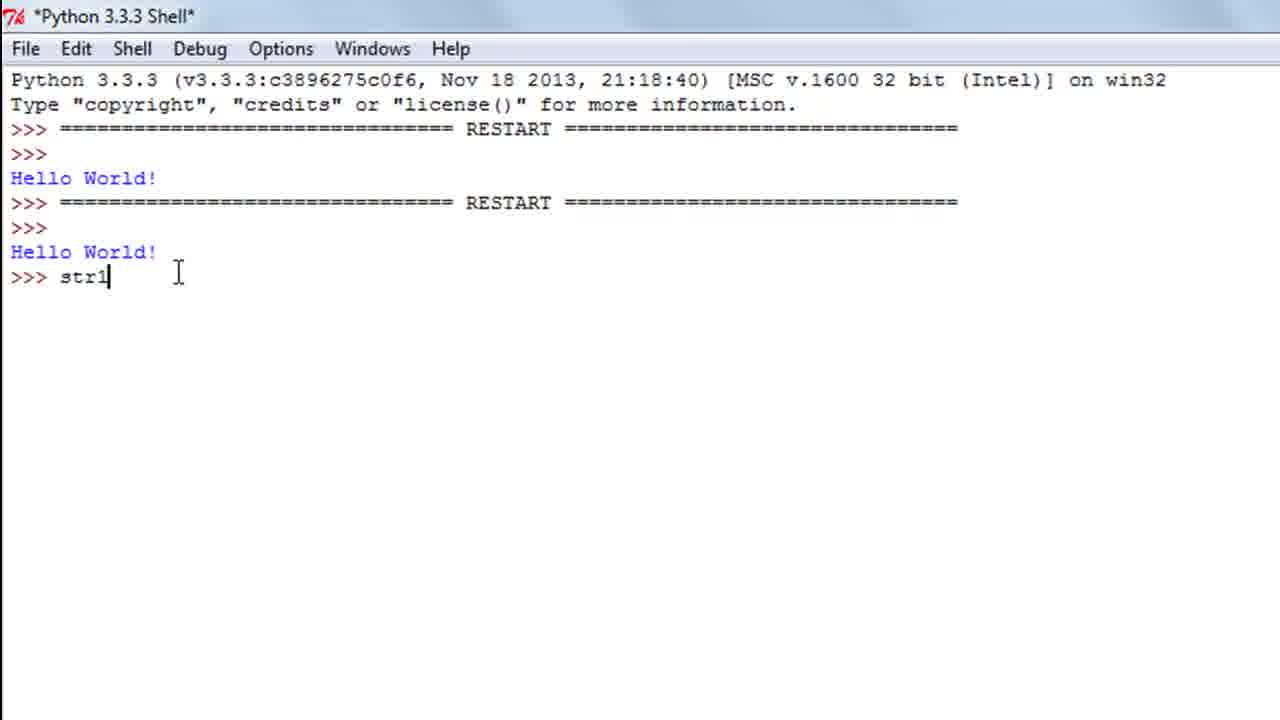 *Python 3.3.3 Shell*
File Edit Shell Debug Options Windows Help
Python 3.3.3 (v3.3.3:c3896275c0f6, Nov 18 2013, 21:18:40) [MSC v.1600 32 bit (Intel)] on win32
Type "copyright", "credits" or "license()" for more information.
>>> ================================ RESTART ================================
>>>
Hello World!
>>> ================================ RESTART ================================
>>>
Hello World!
>>> str1